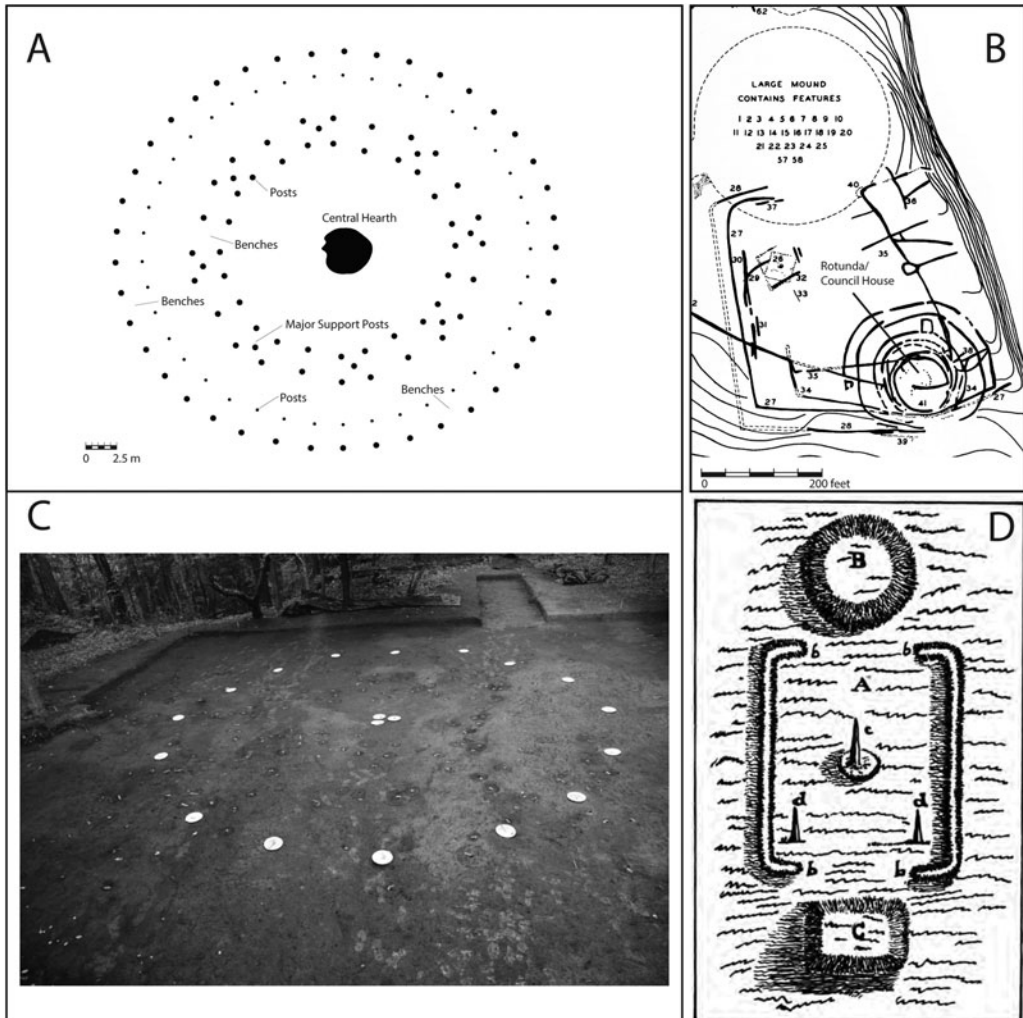 A
Posts
Central Hearth
Benches
Benches
Major Support Posts
Posts
Benches
0 2.5 m
B
62
LARGE MOUND
CONTAINS FEATURES
1 2 3 4 5 6 7 8 9 10
11 12 13 14 15 16 17 18 19 20
21 22 23 24 25
57 58
28
37
40
38
27
30
26
29
32
33
35
Rotunda/
Council House
2
31
35
34
38
34
27
41
27
28
39
0 200 feet
C
D
B
b
b
A
c
d
d
b
b
C